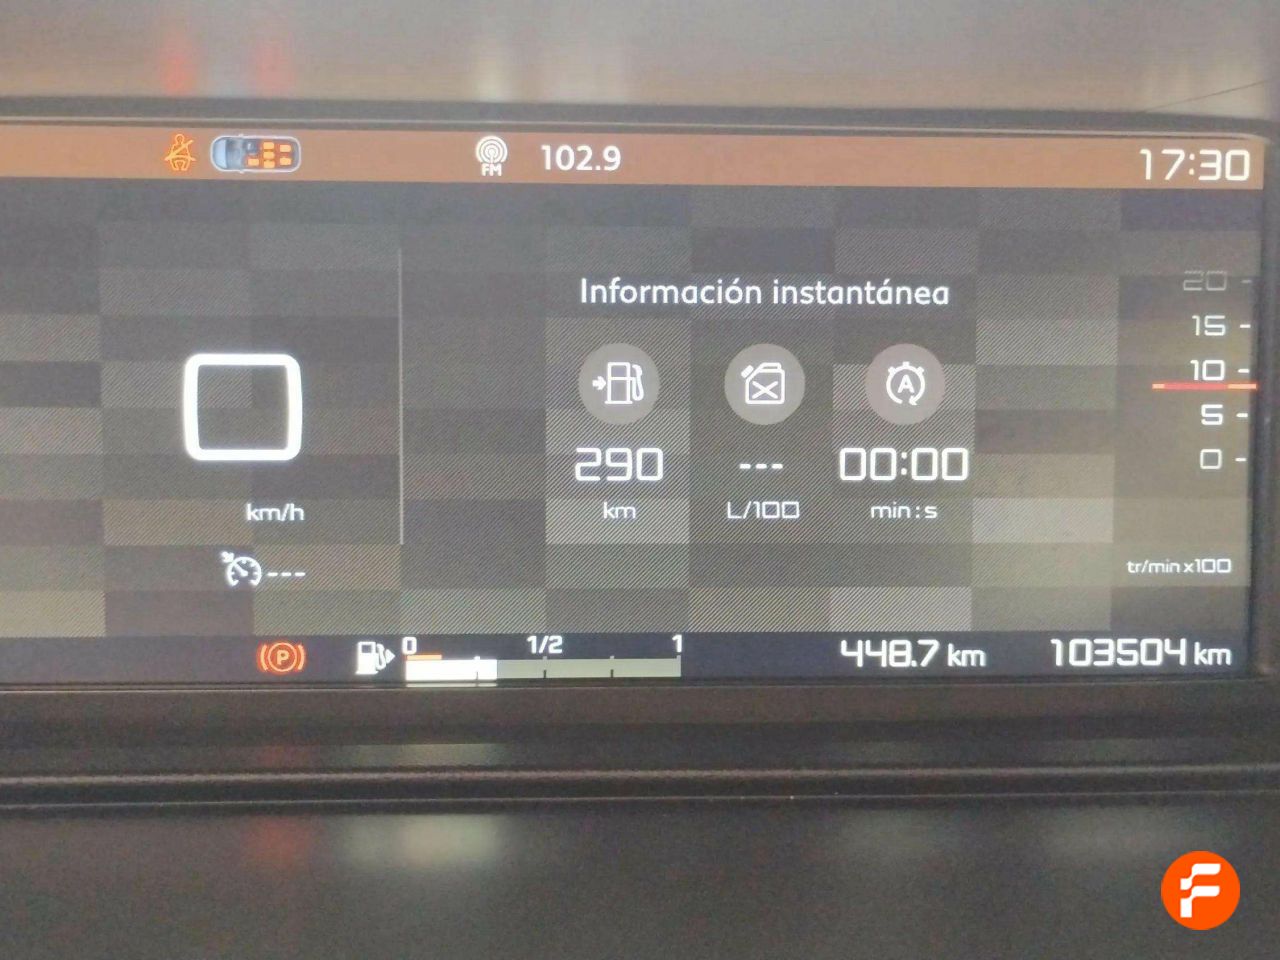 FM 102.9 17:30
Información instantánea
20
15
10
5
0
A
290 --- 00:00
km L/100 min:s
0 km/h
---
tr/min x100
P 0 1/2 1
448.7 km 103504 km
F